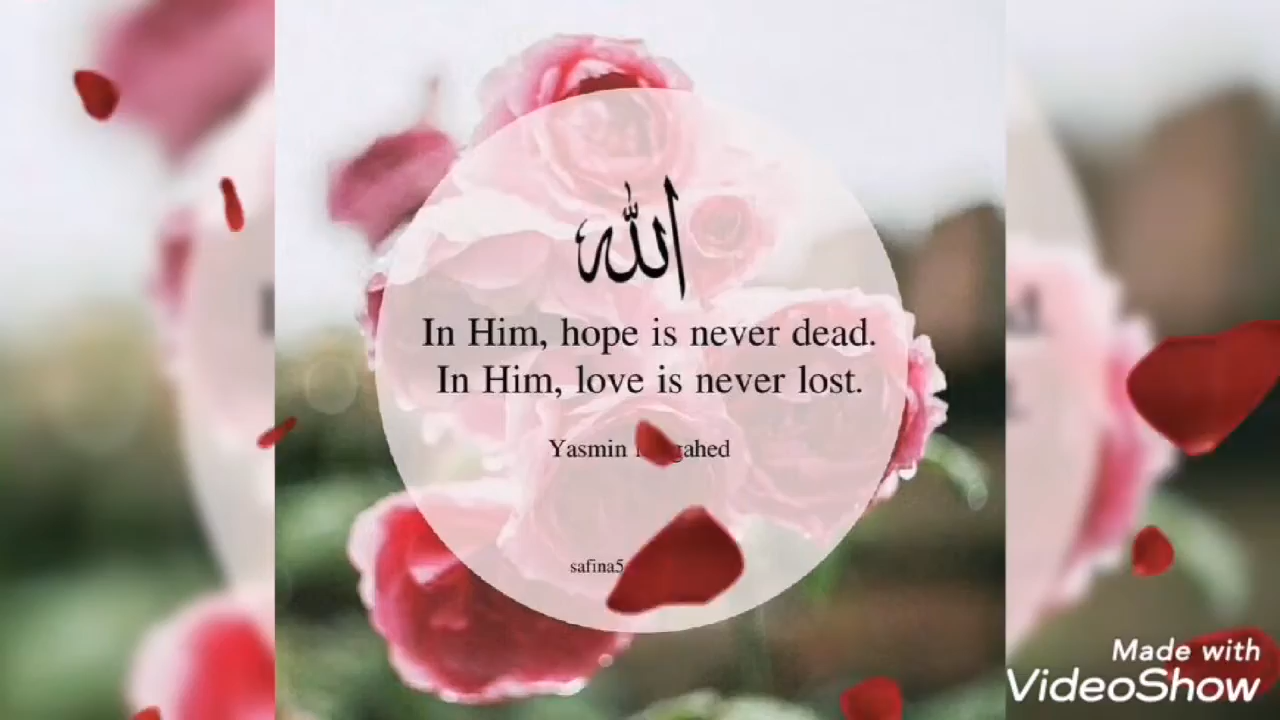 الله
In Him, hope is never dead.
In Him, love is never lost.
Yasmin
safina5
Made with
VideoShow